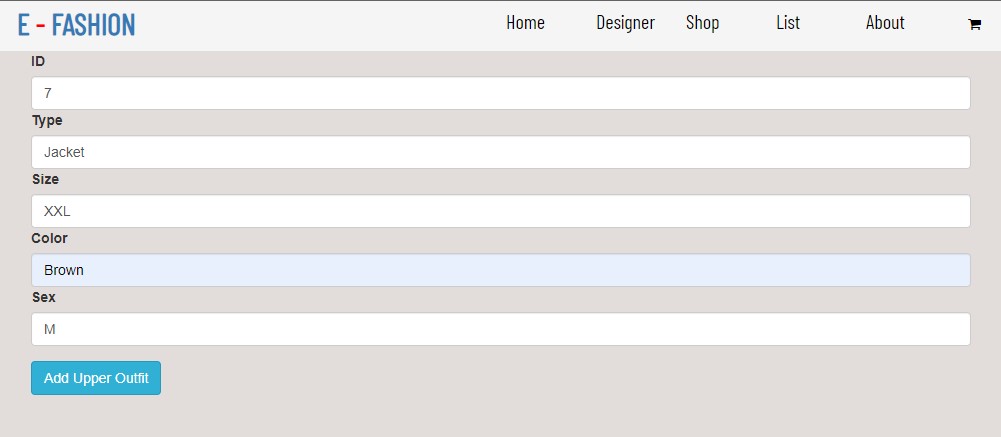 E - FASHION Home Designer Shop List About
ID
7
Type
Jacket
Size
XXL
Color
Brown
Sex
M
Add Upper Outfit